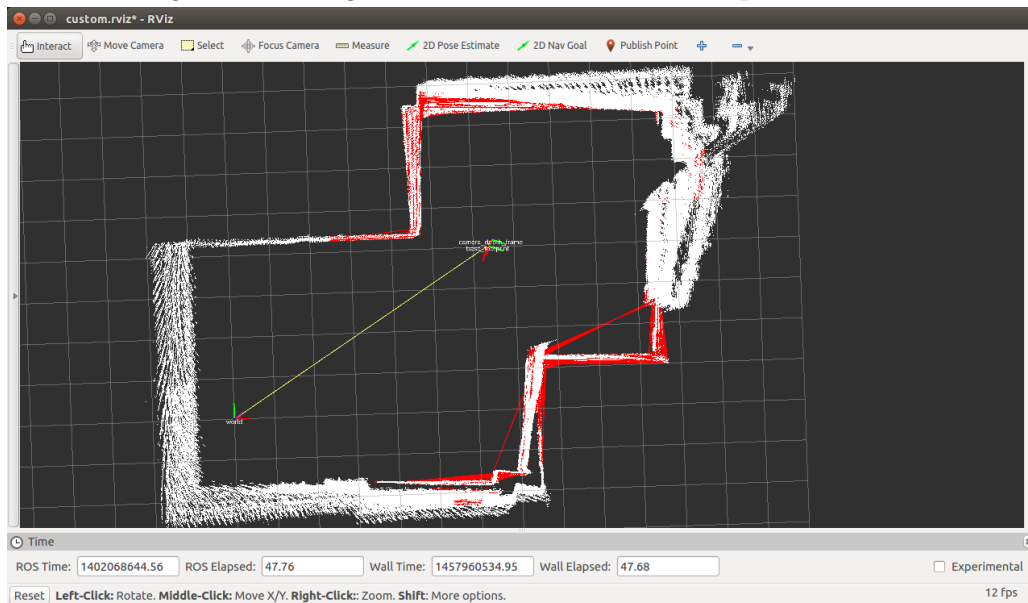 custom.rviz* - RViz
Interact Move Camera Select Focus Camera Measure 2D Pose Estimate 2D Nav Goal Publish Point
camera_depth_frame
base_footprint
world
Time
ROS Time: 1402068644.56 ROS Elapsed: 47.76 Wall Time: 1457960534.95 Wall Elapsed: 47.68 Experimental
Reset Left-Click: Rotate. Middle-Click: Move X/Y. Right-Click:: Zoom. Shift: More options. 12 fps